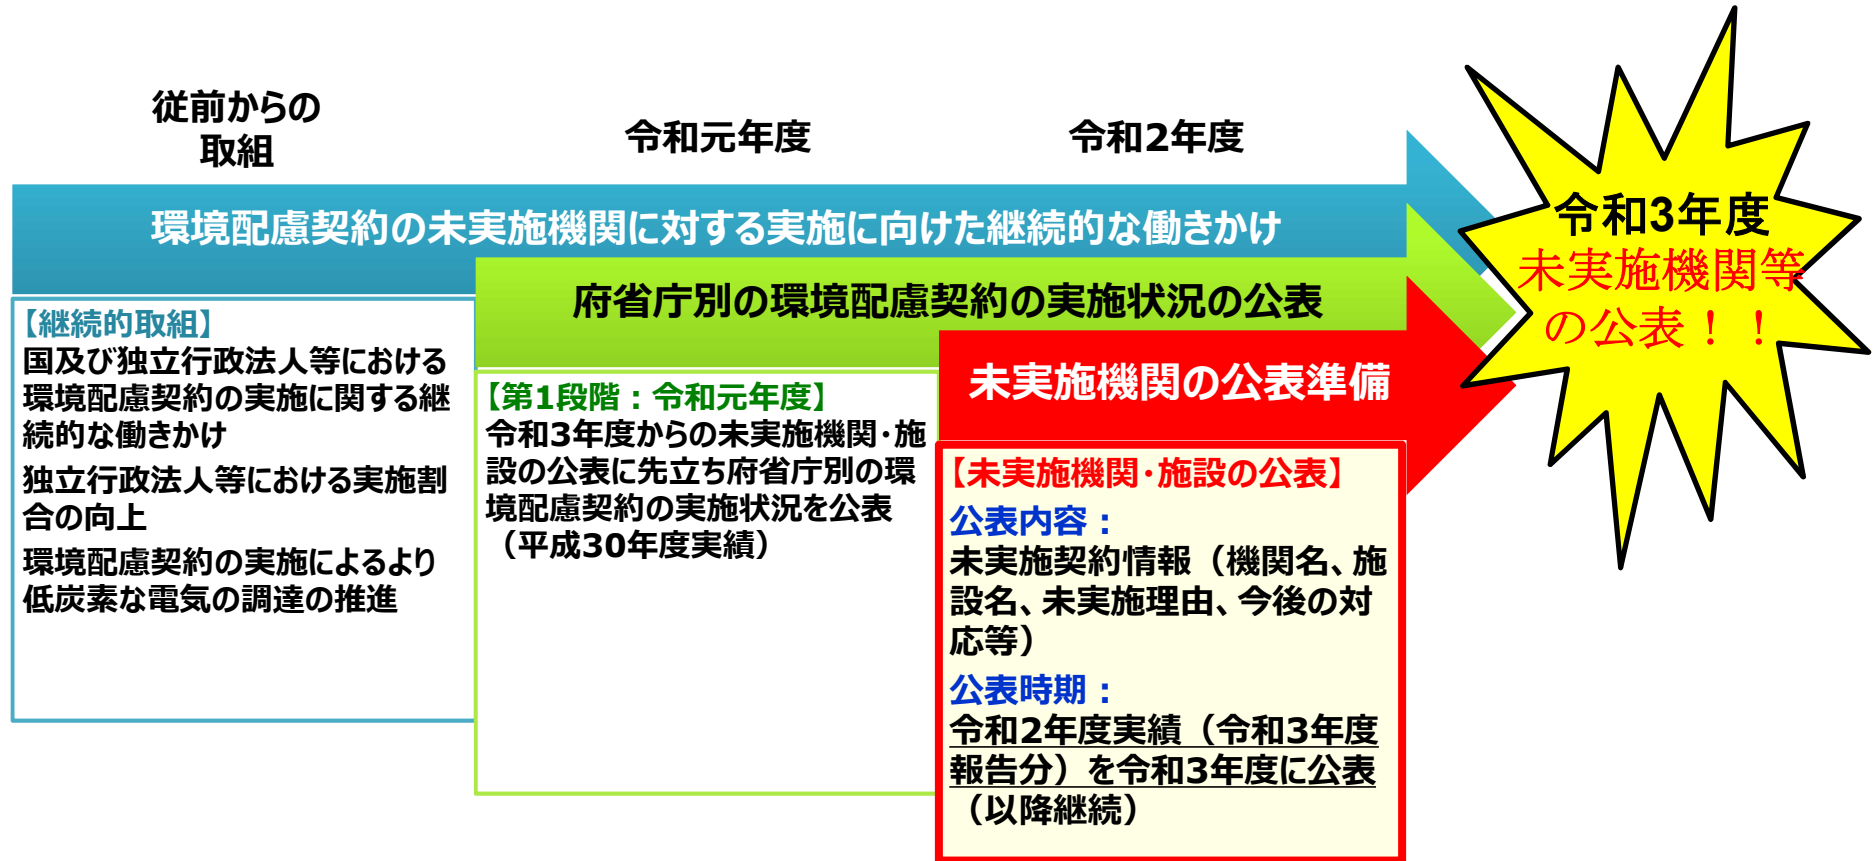 従前からの
取組
令和元年度
令和2年度
環境配慮契約の未実施機関に対する実施に向けた継続的な働きかけ
府省庁別の環境配慮契約の実施状況の公表
未実施機関の公表準備
令和3年度
未実施機関等
の公表！！
【継続的取組】
国及び独立行政法人等における
環境配慮契約の実施に関する継
続的な働きかけ
独立行政法人等における実施割
合の向上
環境配慮契約の実施によるより
低炭素な電気の調達の推進
【第1段階：令和元年度】
令和3年度からの未実施機関・施
設の公表に先立ち府省庁別の環
境配慮契約の実施状況を公表
（平成30年度実績）
【未実施機関・施設の公表】
公表内容：
未実施契約情報（機関名、施
設名、未実施理由、今後の対
応等）
公表時期：
令和2年度実績（令和3年度
報告分）を令和3年度に公表
（以降継続）